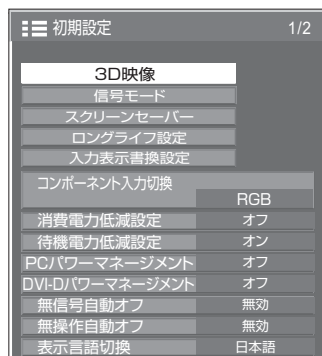 初期設定 1/2
3D映像
信号モード
スクリーンセーバー
ロングライフ設定
入力表示書換設定
コンポーネント入力切換
RGB
消費電力低減設定 オフ
待機電力低減設定 オン
PCパワーマネージメント オフ
DVI-Dパワーマネージメント オフ
無信号自動オフ 無効
無操作自動オフ 無効
表示言語切換 日本語